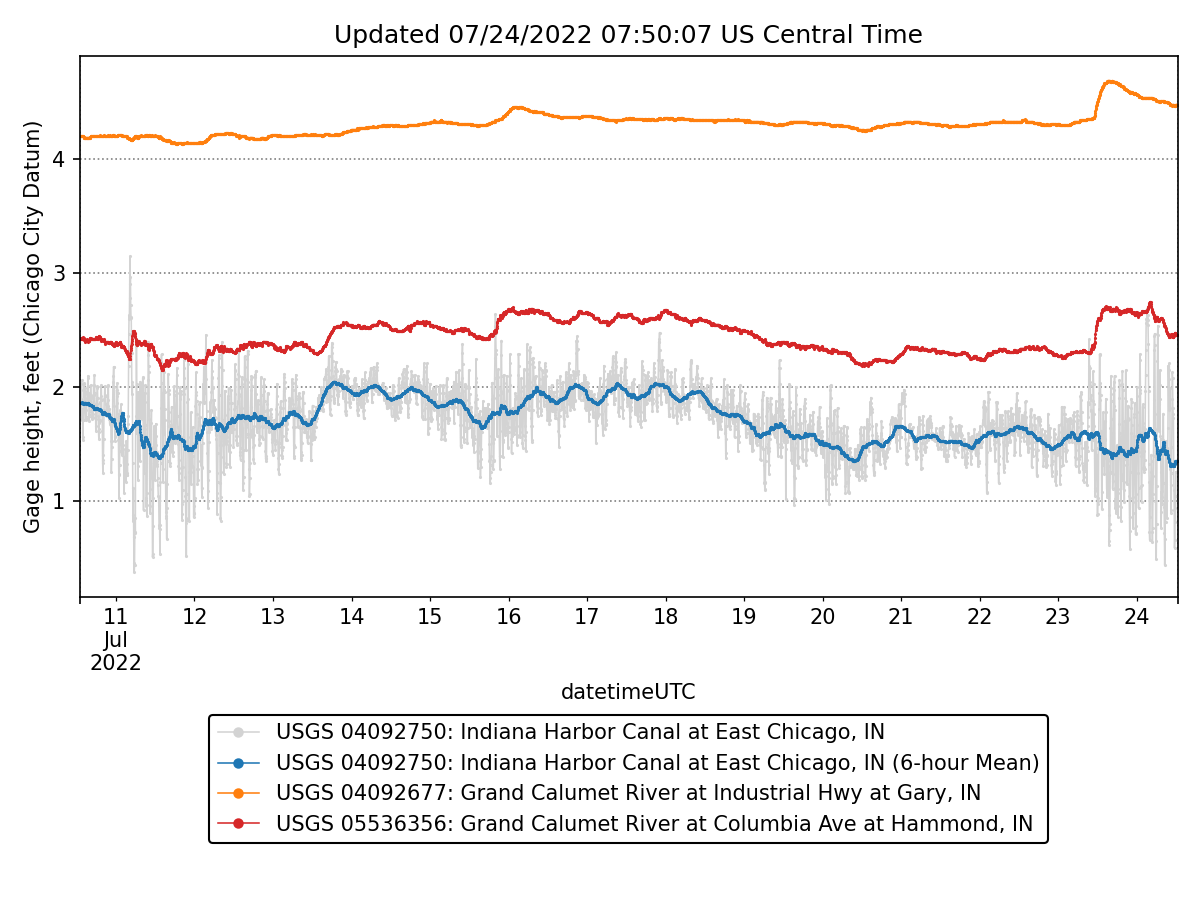 Updated 07/24/2022 07:50:07 US Central Time
Gage height, feet (Chicago City Datum)
4
3
2
1
11 12 13 14 15 16 17 18 19 20 21 22 23 24
Jul
2022
datetimeUTC
USGS 04092750: Indiana Harbor Canal at East Chicago, IN
USGS 04092750: Indiana Harbor Canal at East Chicago, IN (6-hour Mean)
USGS 04092677: Grand Calumet River at Industrial Hwy at Gary, IN
USGS 05536356: Grand Calumet River at Columbia Ave at Hammond, IN